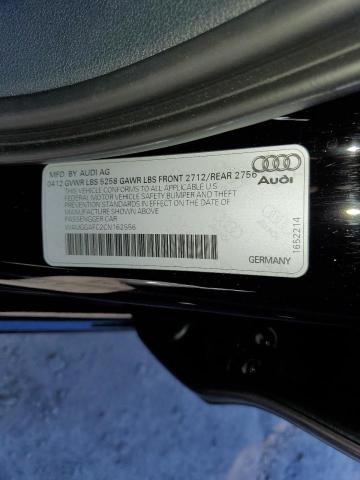 MFD. BY AUDI AG
0412 GVWR LBS 5258 GAWR LBS FRONT 2712/REAR 2756
THIS VEHICLE CONFORMS TO ALL APPLICABLE U.S.
FEDERAL MOTOR VEHICLE SAFETY BUMPER AND THEFT
PREVENTION STANDARDS IN EFFECT ON THE DATE OF
MANUFACTURE SHOWN ABOVE
PASSENGER CAR
WAUGGAFC2CN162556
Audi
1652214
GERMANY